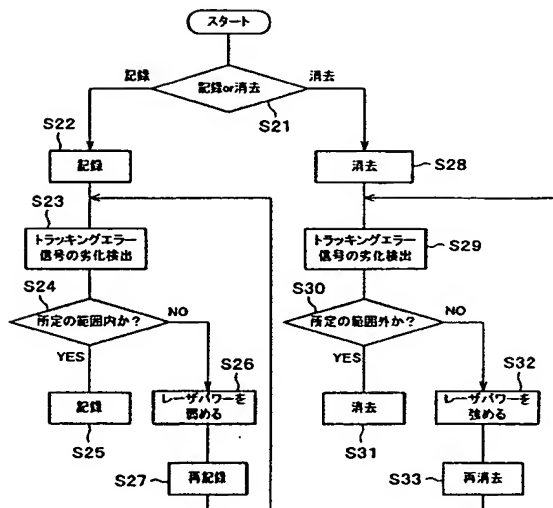 スタート
記録
記録or消去
消去
S21
S22
記録
消去
S28
S23
トラッキングエラー
信号の劣化検出
トラッキングエラー
信号の劣化検出
S29
S24
所定の範囲内か?
NO
YES
S30
所定の範囲外か?
NO
YES
S26
記録
レーザパワーを
弱める
S25
S32
消去
レーザパワーを
強める
S31
S27
再記録
S33
再消去